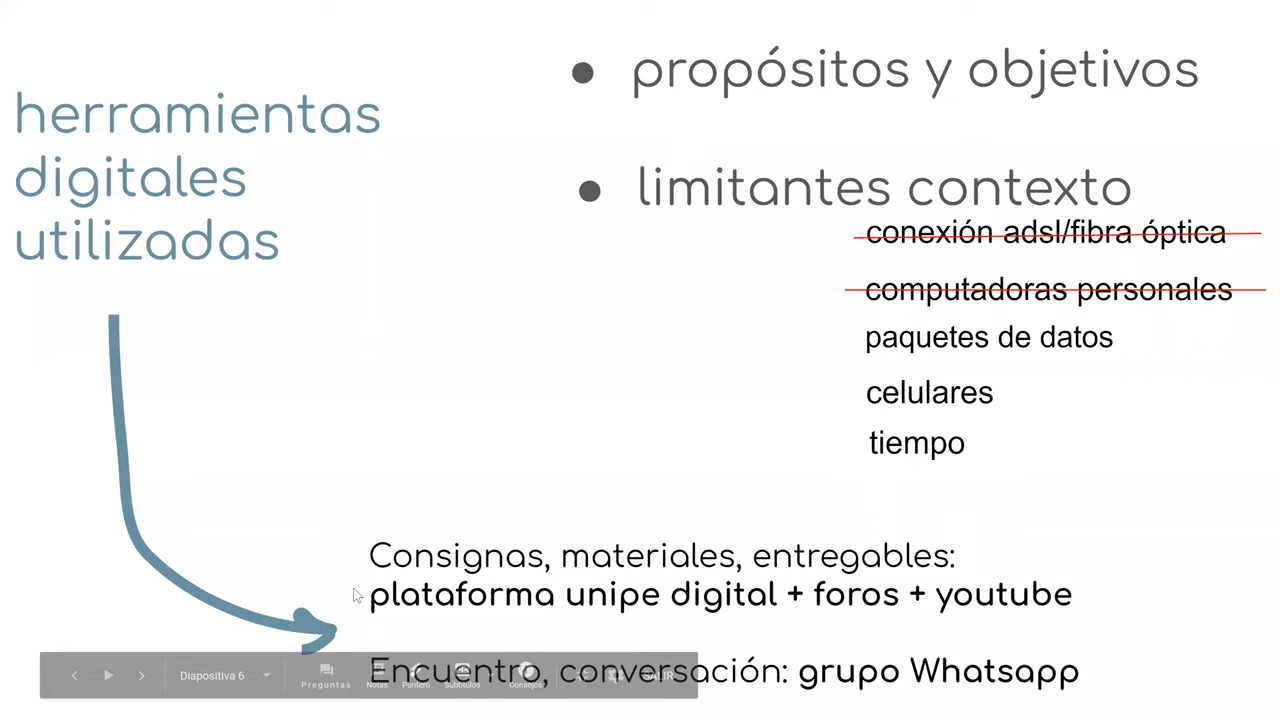 herramientas
digitales
utilizadas
● propósitos y objetivos
● limitantes contexto
conexión adsl/fibra óptica
computadoras personales
paquetes de datos
celulares
tiempo
Consignas, materiales, entregables:
plataforma unipe digital + foros + youtube
Encuentro, conversación: grupo Whatsapp
Diapositiva 6
Preguntas
Notas
Puntero
Subtítulos
Consejos
SALIR